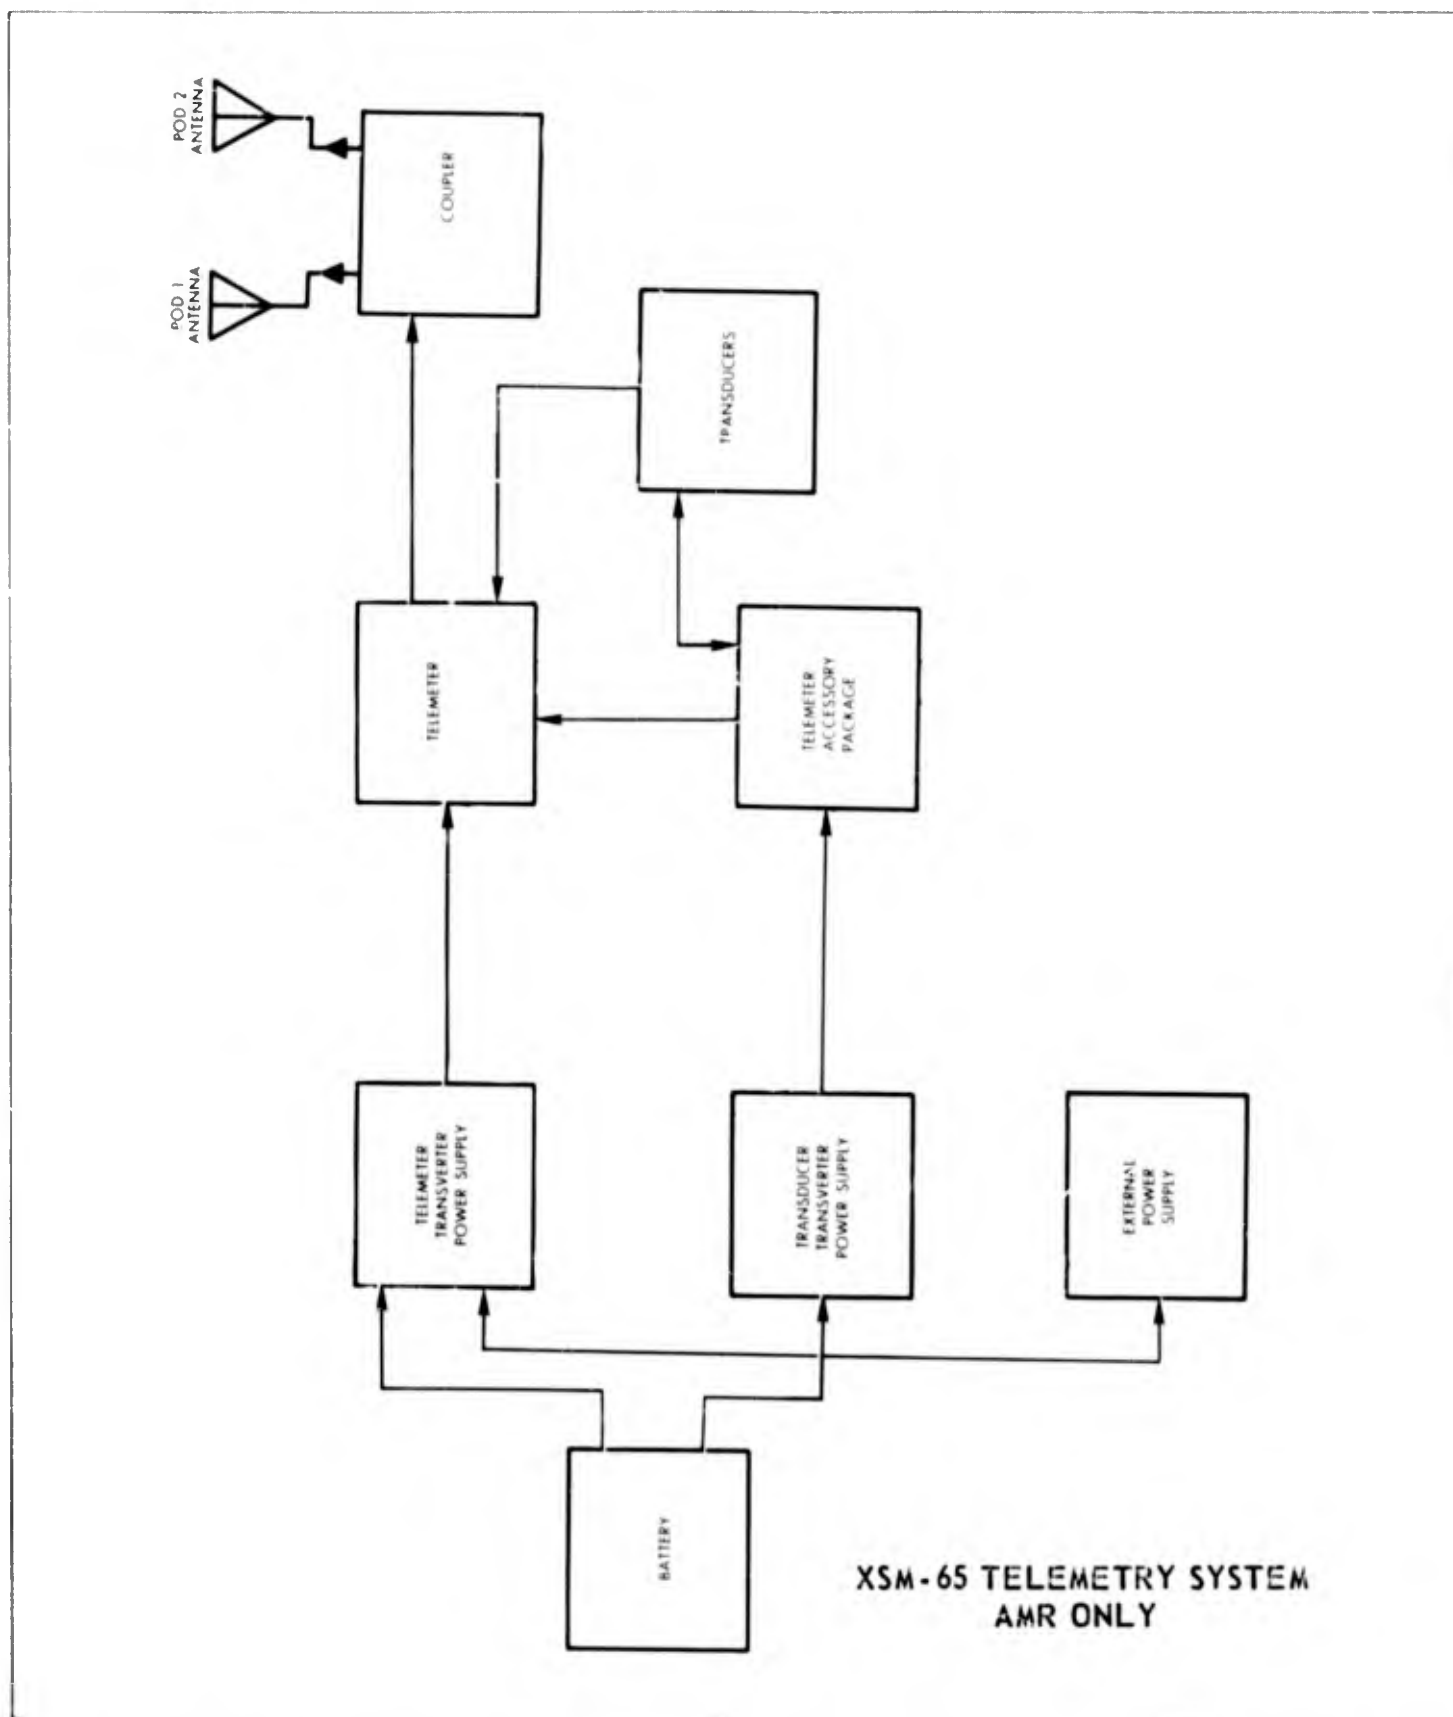 POD 2
ANTENNA
POD 1
ANTENNA
COUPLER
TPANSDUCERS
TELEMETER
TELEMETER
ACCESSORY
PACKAGE
TELEMETER
TRANSVERTER
POWER SUPPLY
TRANSDUCER
TRANSVERTER
POWER SUPPLY
EXTERNAL
POWER
SUPPLY
BATTERY
XSM-65 TELEMETRY SYSTEM
AMR ONLY